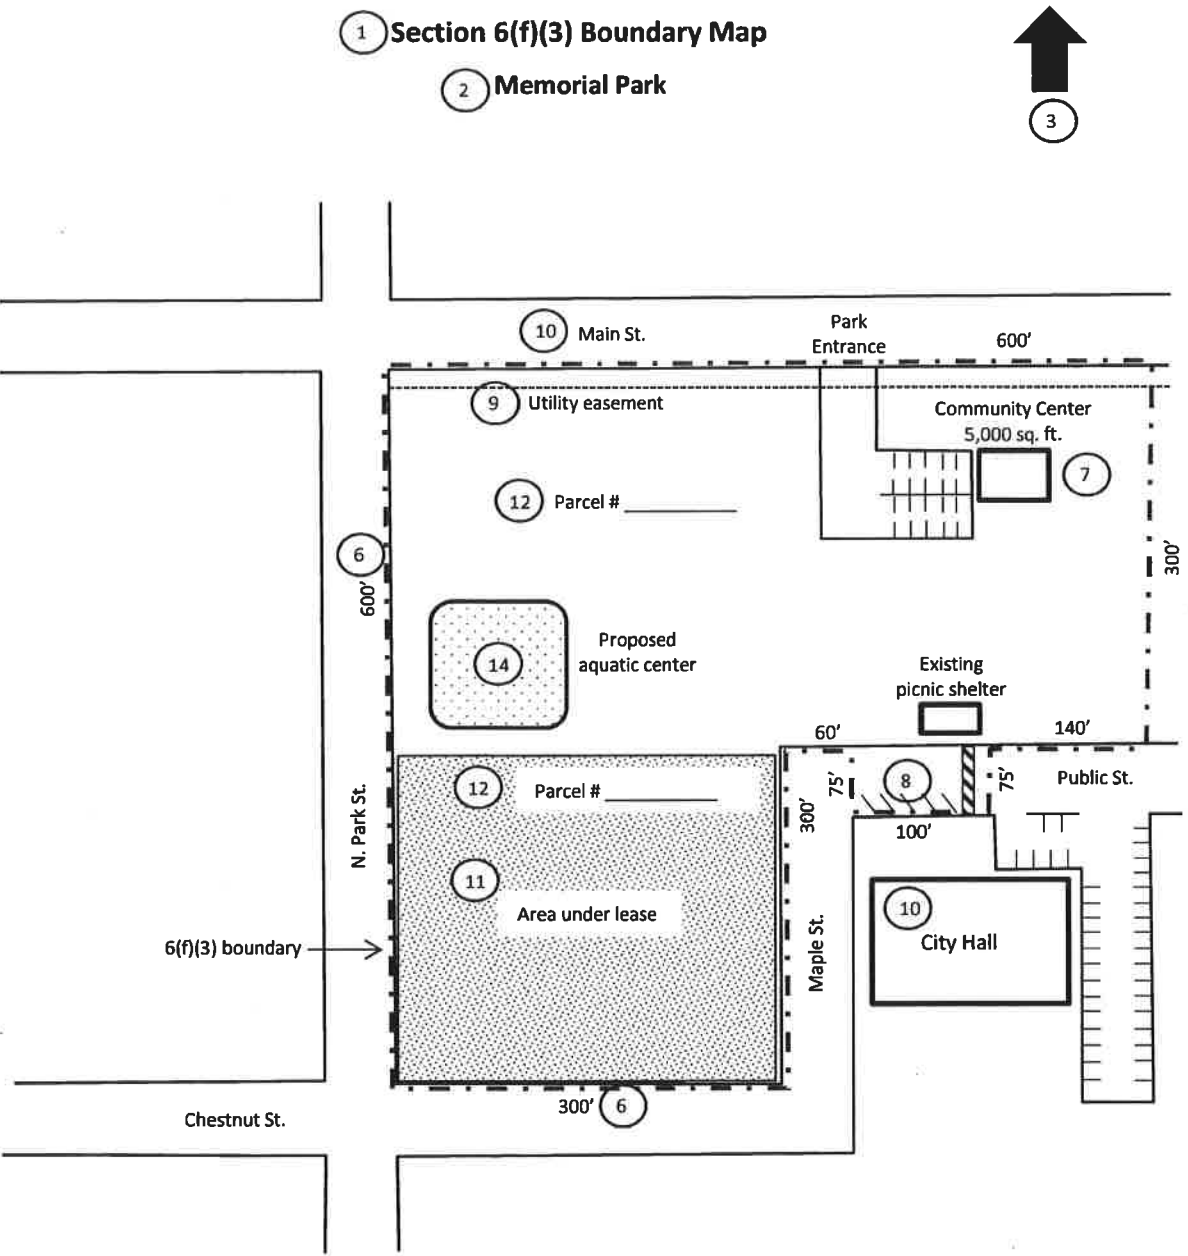 1 Section 6(f)(3) Boundary Map
2 Memorial Park
3
10 Main St.
Park
Entrance
600'
9 Utility easement
Community Center
5,000 sq. ft.
7
12 Parcel #
6
600'
300'
14
Proposed
aquatic center
Existing
picnic shelter
60'
140'
12 Parcel #
75'
8
75'
Public St.
300'
100'
N. Park St.
11
Area under lease
10
City Hall
Maple St.
6(f)(3) boundary
300' 6
Chestnut St.